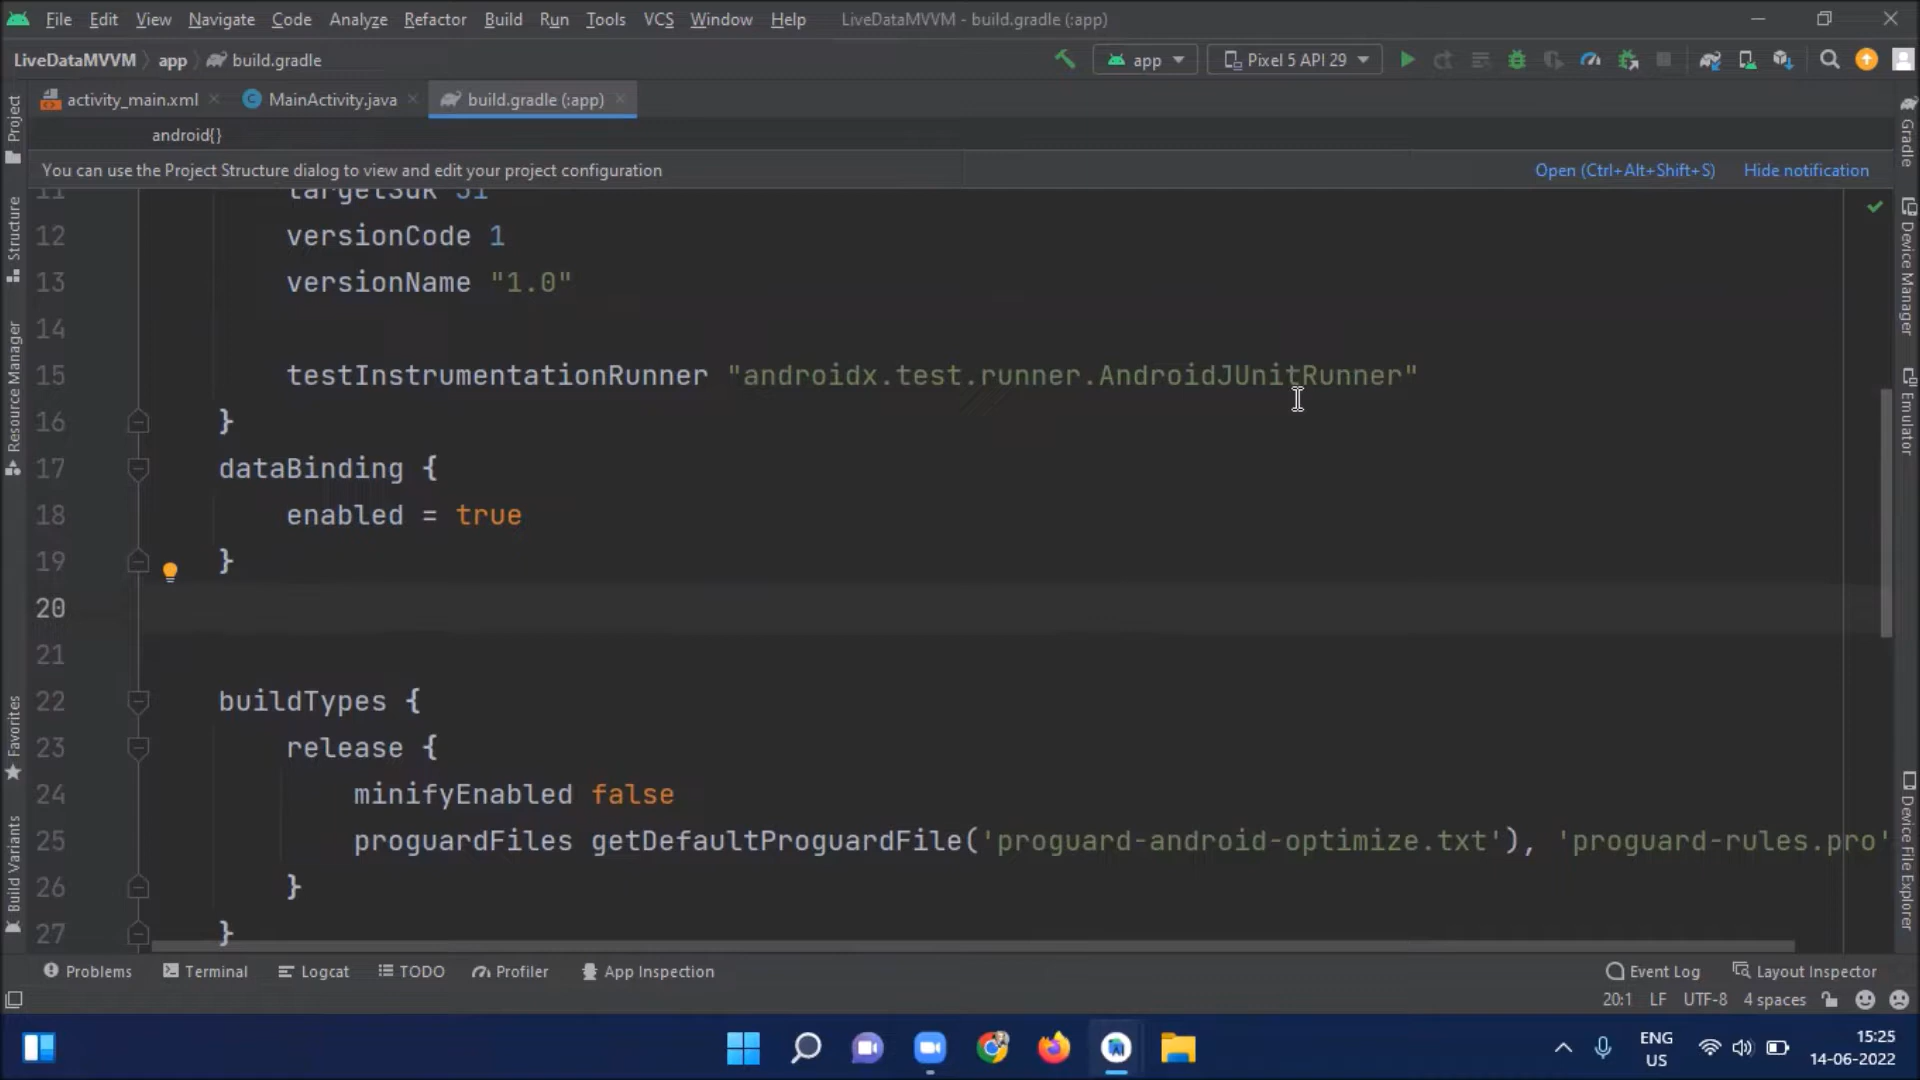 File Edit View Navigate Code Analyze Refactor Build Run Tools VCS Window Help LiveDataMVVM - build.gradle (:app)
LiveDataMVVM app build.gradle app Pixel 5 API 29
activity_main.xml MainActivity.java build.gradle (:app)
android{}
You can use the Project Structure dialog to view and edit your project configuration Open (Ctrl+Alt+Shift+S) Hide notification
11 targetSdk 31
12 versionCode 1
13 versionName "1.0"
14
15 testInstrumentationRunner "androidx.test.runner.AndroidJUnitRunner"
16 }
17 dataBinding {
18 enabled = true
19 }
20
21
22 buildTypes {
23 release {
24 minifyEnabled false
25 proguardFiles getDefaultProguardFile('proguard-android-optimize.txt'), 'proguard-rules.pro'
26 }
27 }
Project
Structure
Resource Manager
Favorites
Build Variants
Gradle
Device Manager
Emulator
Device File Explorer
Problems Terminal Logcat TODO Profiler App Inspection Event Log Layout Inspector
20:1 LF UTF-8 4 spaces
ENG
US
15:25
14-06-2022